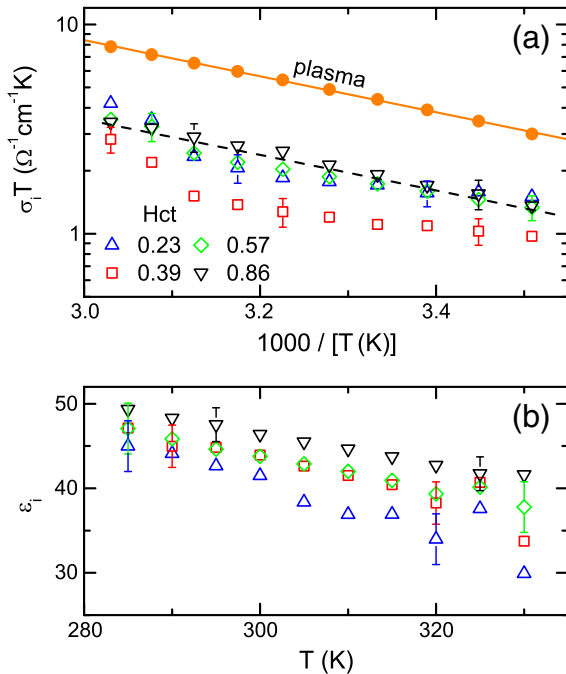 (a)
10
plasma
σᵢT (Ω⁻¹cm⁻¹K)
1
Hct
0.23 0.57
0.39 0.86
3.0 3.2 3.4
1000 / [T (K)]
(b)
50
40
30
εᵢ
280 300 320
T (K)